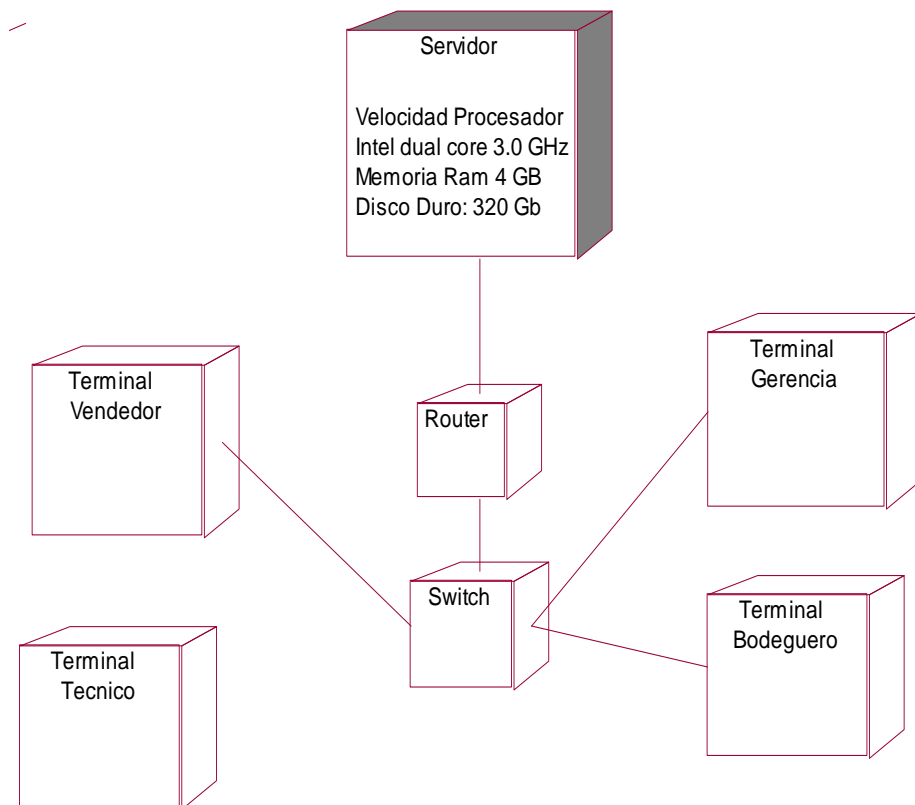 Servidor
Velocidad Procesador
Intel dual core 3.0 GHz
Memoria Ram 4 GB
Disco Duro: 320 Gb
Terminal
Vendedor
Router
Terminal
Gerencia
Switch
Terminal
Bodeguero
Terminal
Tecnico